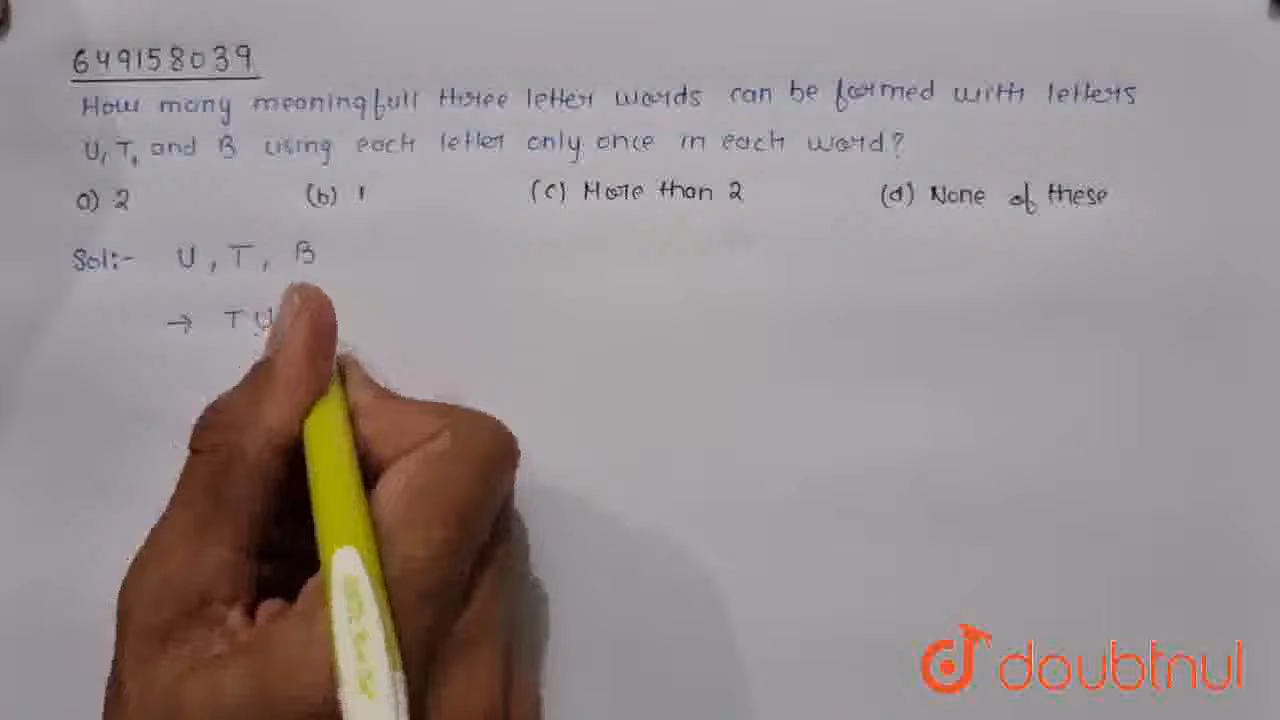 649158039
How many meaningfull three letter words can be formed with letters
U, T, and B using each letter only once in each word?
a) 2 (b) 1 (c) More than 2 (d) None of these
Sol:- U, T, B
→ TU
doubtnut